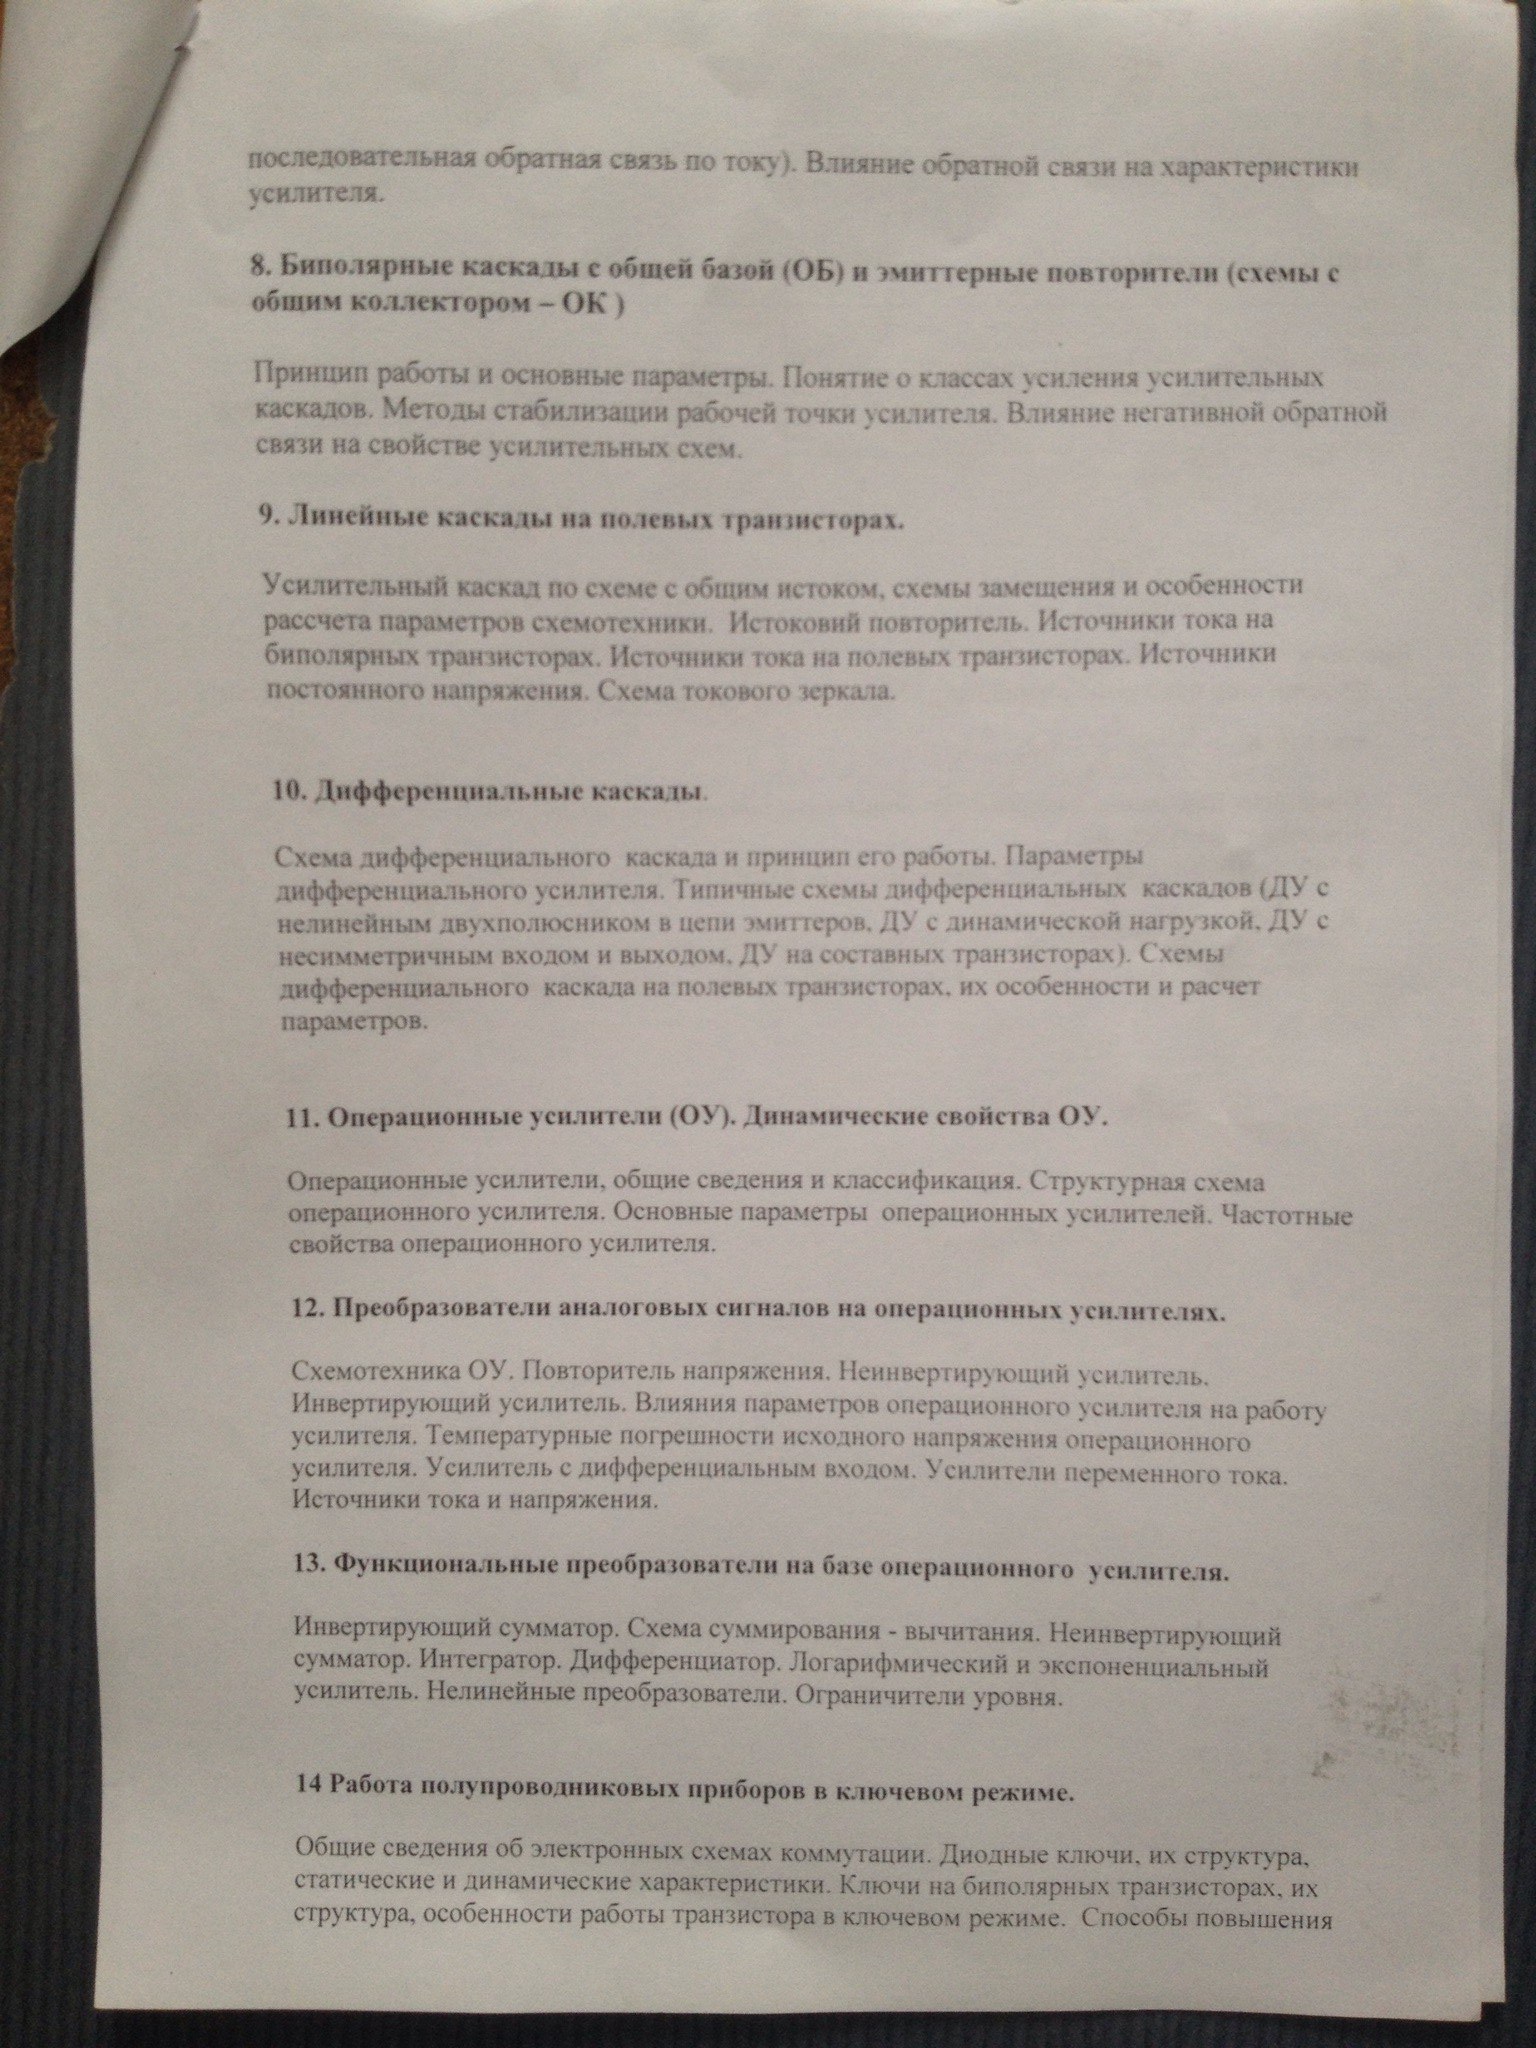 последовательная обратная связь по току). Влияние обратной связи на характеристики
усилителя.
8. Биполярные каскады с общей базой (ОБ) и эмиттерные повторители (схемы с
общим коллектором – ОК )
Принцип работы и основные параметры. Понятие о классах усиления усилительных
каскадов. Методы стабилизации рабочей точки усилителя. Влияние негативной обратной
связи на свойстве усилительных схем.
9. Линейные каскады на полевых транзисторах.
Усилительный каскад по схеме с общим истоком, схемы замещения и особенности
рассчета параметров схемотехники. Истоковий повторитель. Источники тока на
биполярных транзисторах. Источники тока на полевых транзисторах. Источники
постоянного напряжения. Схема токового зеркала.
10. Дифференциальные каскады.
Схема дифференциального каскада и принцип его работы. Параметры
дифференциального усилителя. Типичные схемы дифференциальных каскадов (ДУ с
нелинейным двухполюсником в цепи эмиттеров, ДУ с динамической нагрузкой, ДУ с
несимметричным входом и выходом, ДУ на составных транзисторах). Схемы
дифференциального каскада на полевых транзисторах, их особенности и расчет
параметров.
11. Операционные усилители (ОУ). Динамические свойства ОУ.
Операционные усилители, общие сведения и классификация. Структурная схема
операционного усилителя. Основные параметры операционных усилителей. Частотные
свойства операционного усилителя.
12. Преобразователи аналоговых сигналов на операционных усилителях.
Схемотехника ОУ. Повторитель напряжения. Неинвертирующий усилитель.
Инвертирующий усилитель. Влияния параметров операционного усилителя на работу
усилителя. Температурные погрешности исходного напряжения операционного
усилителя. Усилитель с дифференциальным входом. Усилители переменного тока.
Источники тока и напряжения.
13. Функциональные преобразователи на базе операционного усилителя.
Инвертирующий сумматор. Схема суммирования - вычитания. Неинвертирующий
сумматор. Интегратор. Дифференциатор. Логарифмический и экспоненциальный
усилитель. Нелинейные преобразователи. Ограничители уровня.
14 Работа полупроводниковых приборов в ключевом режиме.
Общие сведения об электронных схемах коммутации. Диодные ключи, их структура,
статические и динамические характеристики. Ключи на биполярных транзисторах, их
структура, особенности работы транзистора в ключевом режиме. Способы повышения